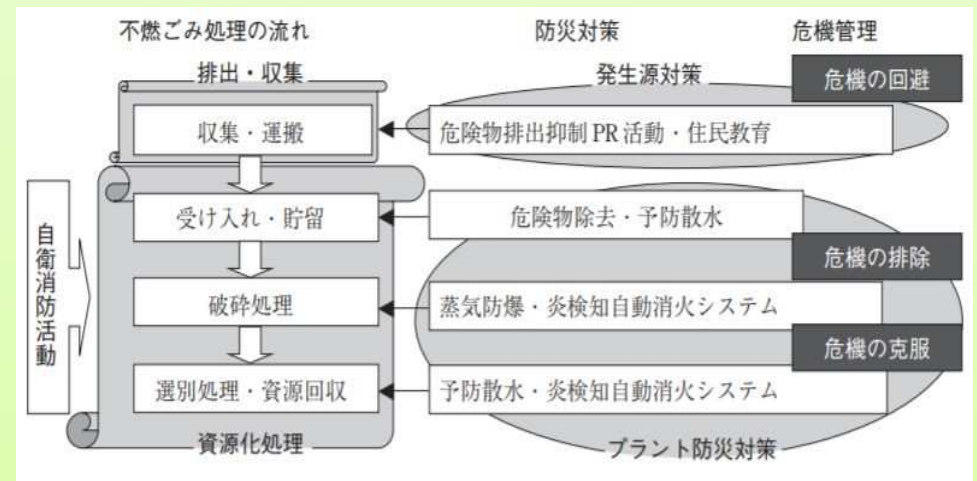 不燃ごみ処理の流れ
防災対策
危機管理
排出・収集
発生源対策
危機の回避
収集・運搬
危険物排出抑制 PR 活動・住民教育
受け入れ・貯留
危険物除去・予防散水
自衛消防活動
危機の排除
破砕処理
蒸気防爆・炎検知自動消火システム
危機の克服
選別処理・資源回収
予防散水・炎検知自動消火システム
資源化処理
プラント防災対策